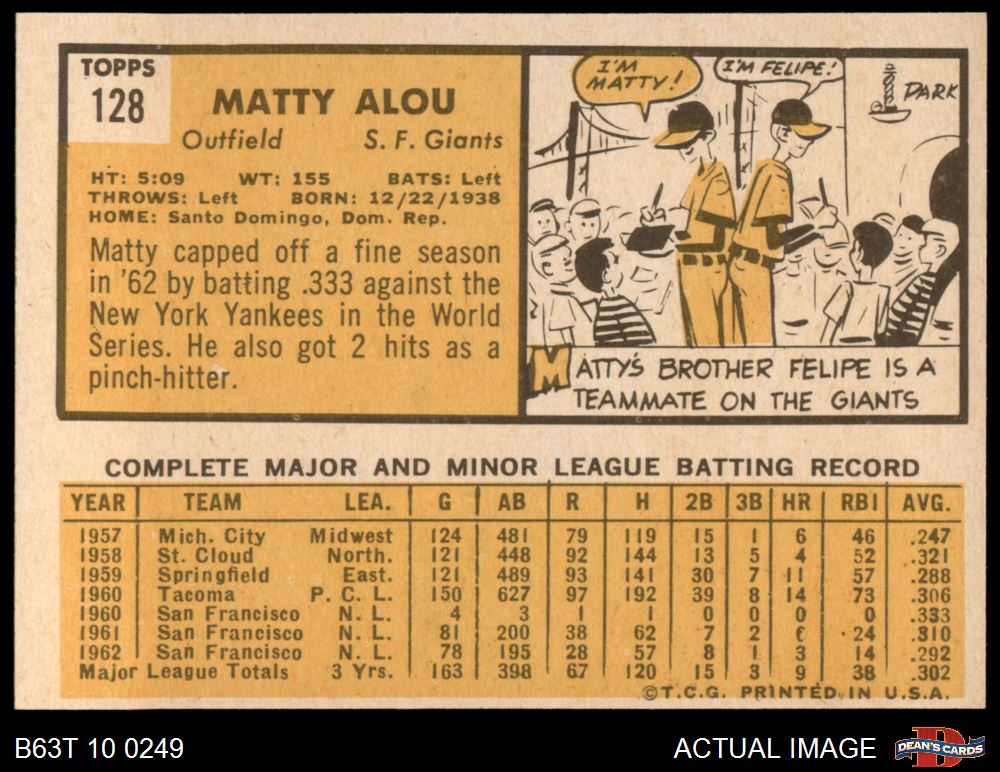 TOPPS
128
MATTY ALOU
Outfield S. F. Giants
HT: 5:09 WT: 155 BATS: Left
THROWS: Left BORN: 12/22/1938
HOME: Santo Domingo, Dom. Rep.
Matty capped off a fine season
in '62 by batting .333 against the
New York Yankees in the World
Series. He also got 2 hits as a
pinch-hitter.
I'M
MATTY!
I'M FELIPE!
DARK
MATTY'S BROTHER FELIPE IS A
TEAMMATE ON THE GIANTS
COMPLETE MAJOR AND MINOR LEAGUE BATTING RECORD
YEAR TEAM LEA. G AB R H 2B 3B HR RBI AVG.
1957 Mich. City Midwest 124 481 79 119 15 1 6 46 .247
1958 St. Cloud North. 121 448 92 144 13 5 4 52 .321
1959 Springfield East. 121 489 93 141 30 7 11 57 .288
1960 Tacoma P. C. L. 150 627 97 192 39 8 14 73 .306
1960 San Francisco N. L. 4 3 1 1 0 0 0 0 .333
1961 San Francisco N. L. 81 200 38 62 7 2 6 24 .310
1962 San Francisco N. L. 78 195 28 57 8 1 3 14 .292
Major League Totals 3 Yrs. 163 398 67 120 15 3 9 38 .302
©T.C.G. PRINTED IN U.S.A.
B63T 10 0249 ACTUAL IMAGE
DEAN'S CARDS